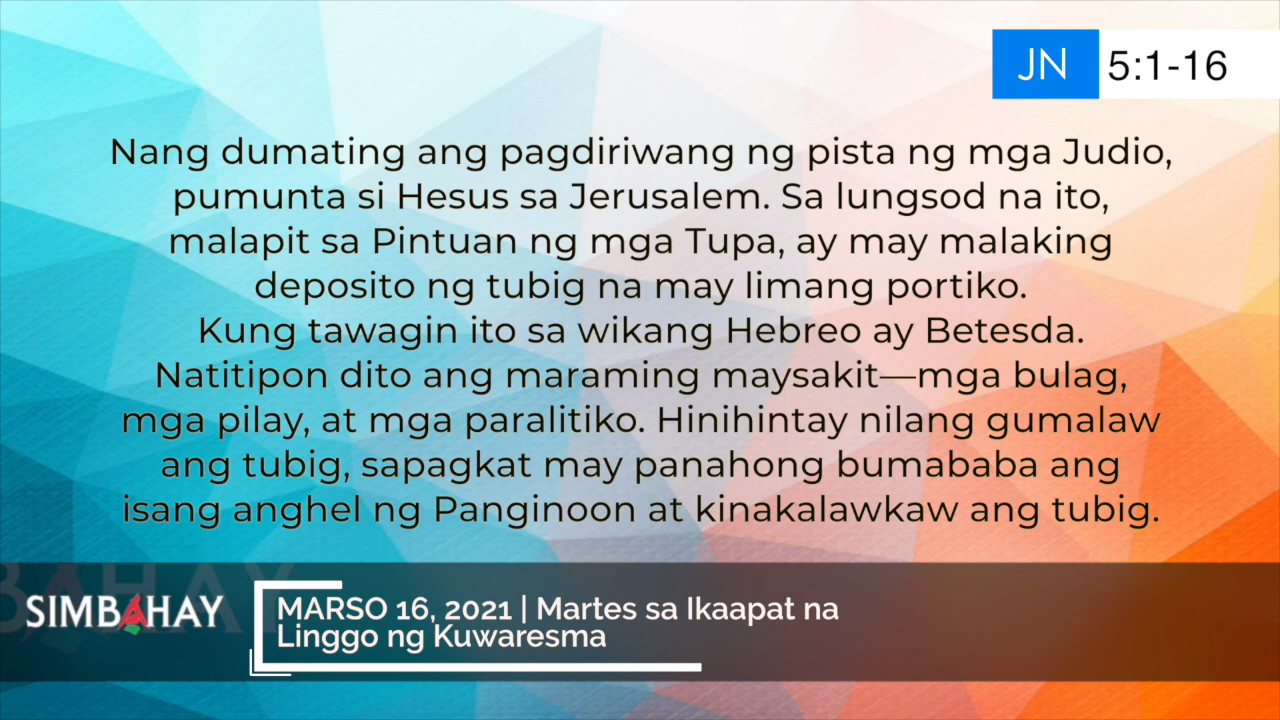 JN 5:1-16
Nang dumating ang pagdiriwang ng pista ng mga Judio,
pumunta si Hesus sa Jerusalem. Sa lungsod na ito,
malapit sa Pintuan ng mga Tupa, ay may malaking
deposito ng tubig na may limang portiko.
Kung tawagin ito sa wikang Hebreo ay Betesda.
Natitipon dito ang maraming maysakit—mga bulag,
mga pilay, at mga paralitiko. Hinihintay nilang gumalaw
ang tubig, sapagkat may panahong bumababa ang
isang anghel ng Panginoon at kinakalawkaw ang tubig.
SIMBAHAY
MARSO 16, 2021 | Martes sa Ikaapat na
Linggo ng Kuwaresma